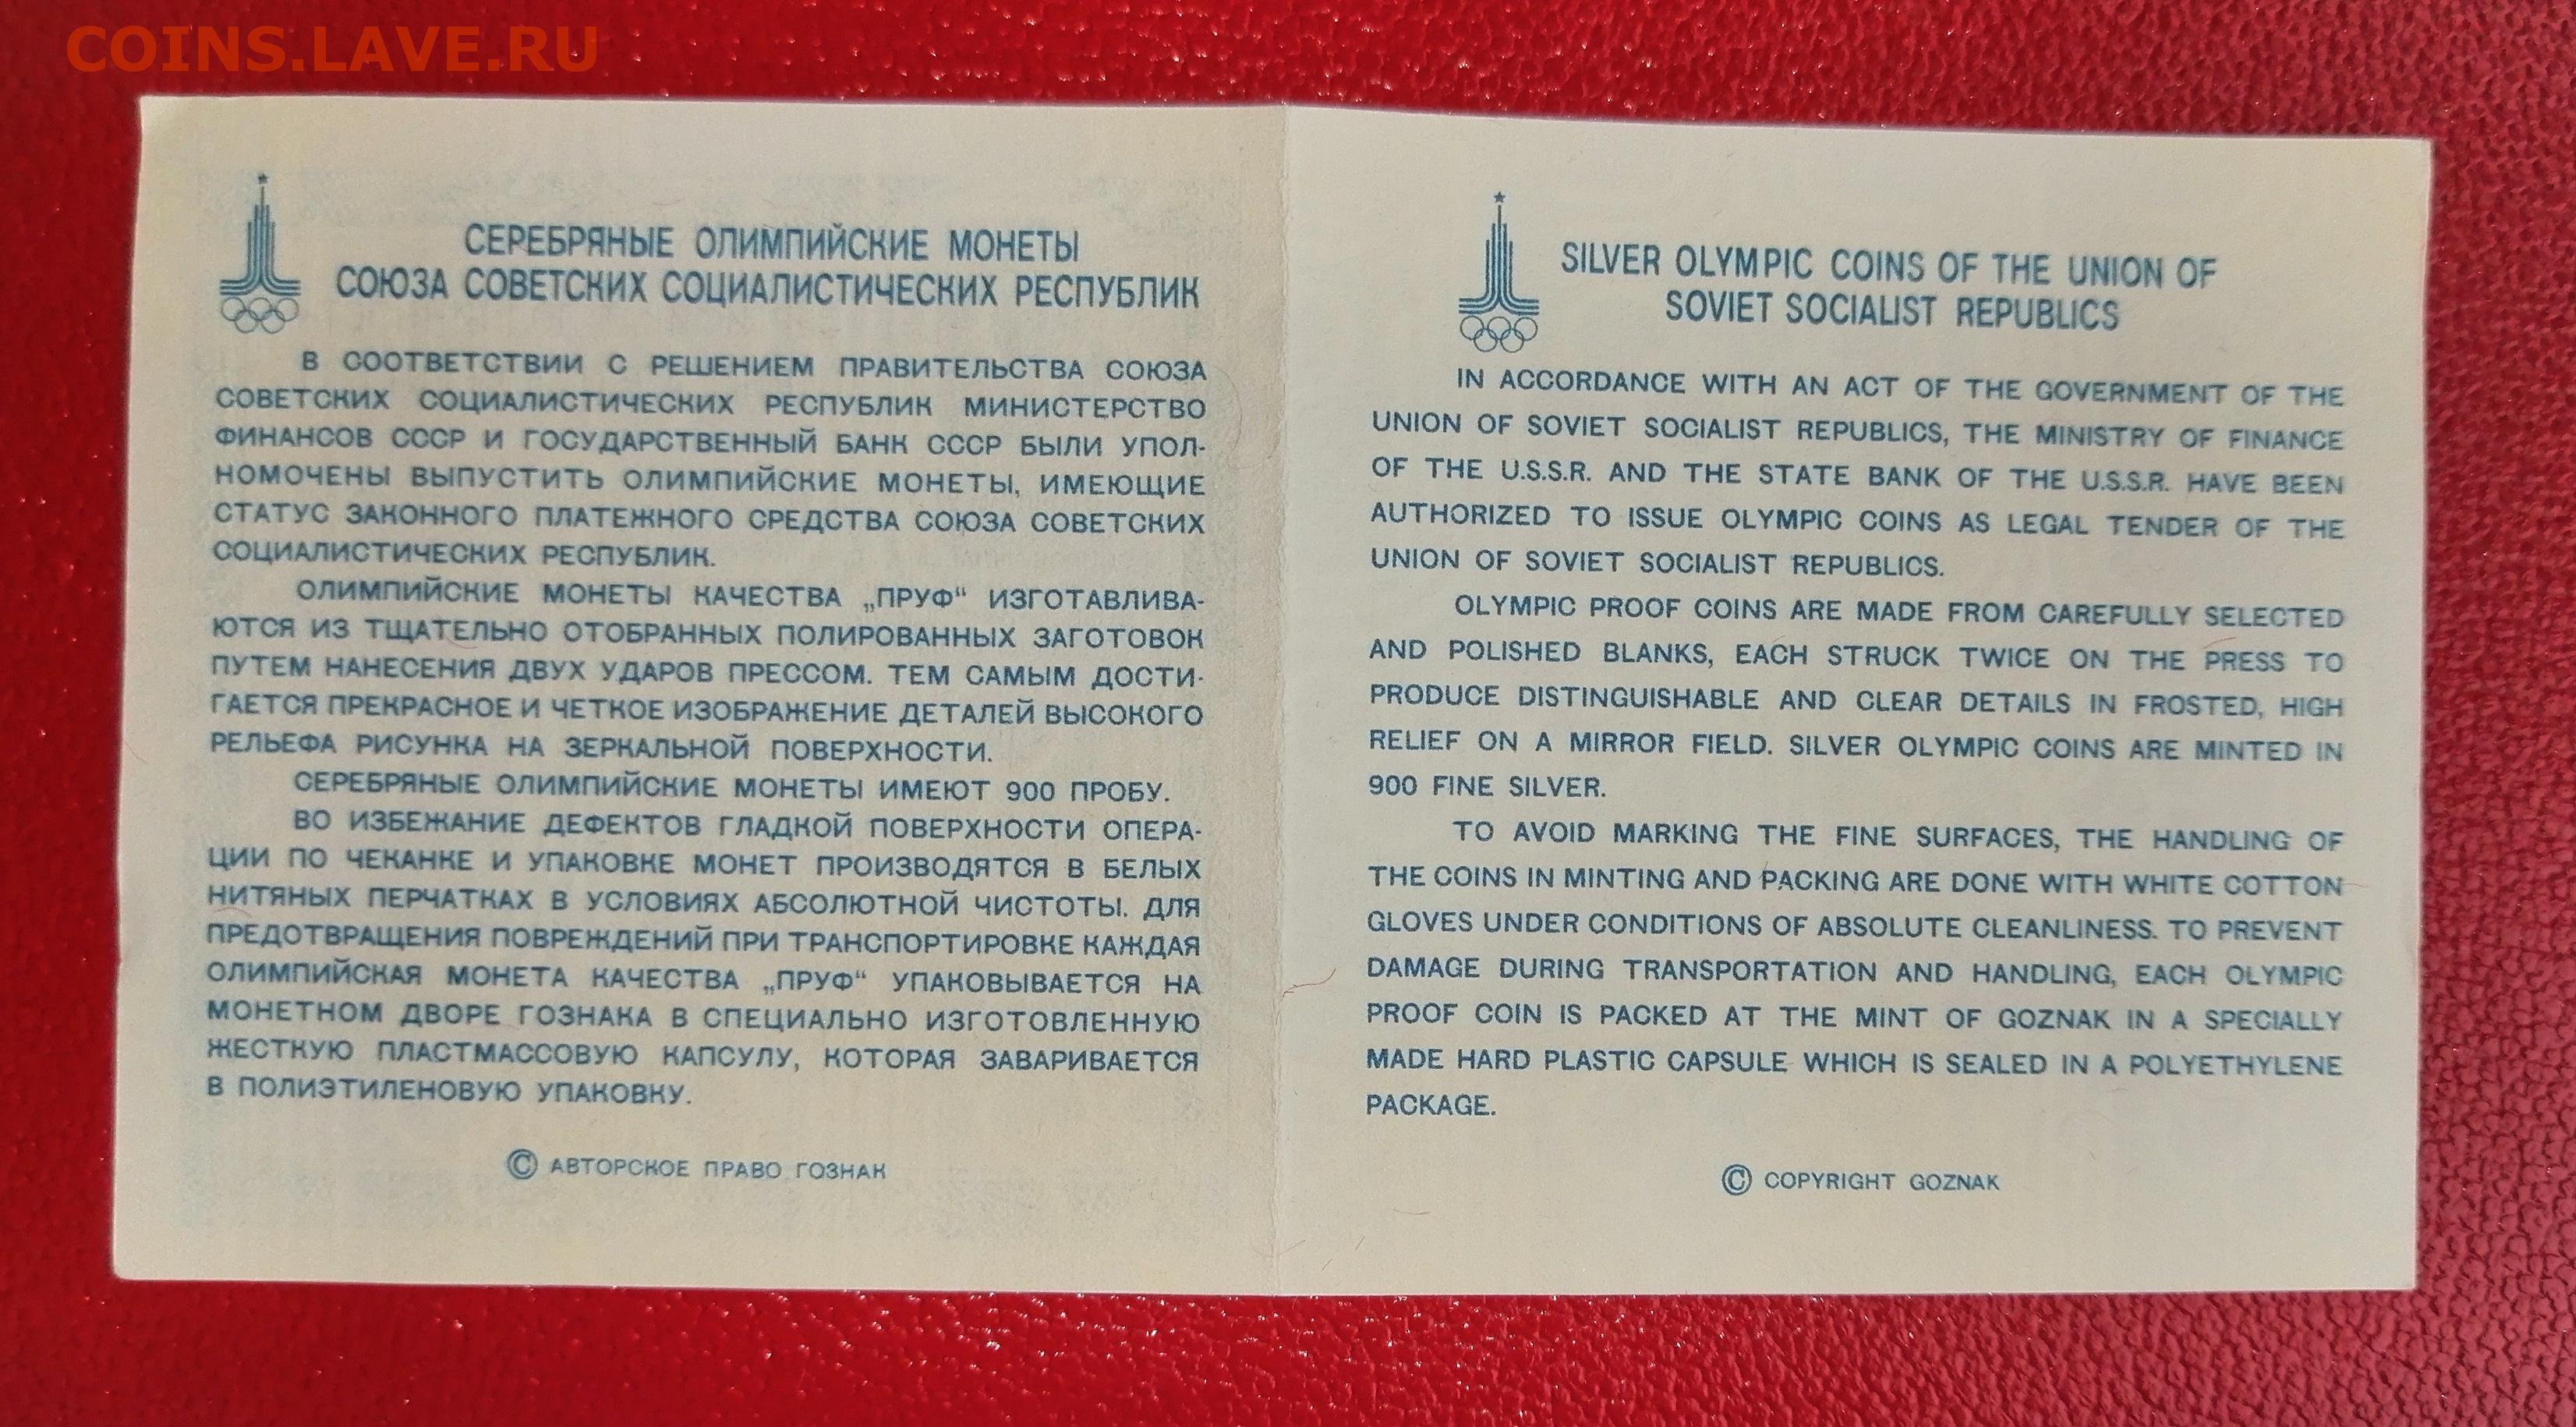 COINS.LAVE.RU
СЕРЕБРЯНЫЕ ОЛИМПИЙСКИЕ МОНЕТЫ
СОЮЗА СОВЕТСКИХ СОЦИАЛИСТИЧЕСКИХ РЕСПУБЛИК
В СООТВЕТСТВИИ С РЕШЕНИЕМ ПРАВИТЕЛЬСТВА СОЮЗА
СОВЕТСКИХ СОЦИАЛИСТИЧЕСКИХ РЕСПУБЛИК МИНИСТЕРСТВО
ФИНАНСОВ СССР И ГОСУДАРСТВЕННЫЙ БАНК СССР БЫЛИ УПОЛ-
НОМОЧЕНЫ ВЫПУСТИТЬ ОЛИМПИЙСКИЕ МОНЕТЫ, ИМЕЮЩИЕ
СТАТУС ЗАКОННОГО ПЛАТЕЖНОГО СРЕДСТВА СОЮЗА СОВЕТСКИХ
СОЦИАЛИСТИЧЕСКИХ РЕСПУБЛИК.
ОЛИМПИЙСКИЕ МОНЕТЫ КАЧЕСТВА „ПРУФ“ ИЗГОТАВЛИВА-
ЮТСЯ ИЗ ТЩАТЕЛЬНО ОТОБРАННЫХ ПОЛИРОВАННЫХ ЗАГОТОВОК
ПУТЕМ НАНЕСЕНИЯ ДВУХ УДАРОВ ПРЕССОМ. ТЕМ САМЫМ ДОСТИ-
ГАЕТСЯ ПРЕКРАСНОЕ И ЧЕТКОЕ ИЗОБРАЖЕНИЕ ДЕТАЛЕЙ ВЫСОКОГО
РЕЛЬЕФА РИСУНКА НА ЗЕРКАЛЬНОЙ ПОВЕРХНОСТИ.
СЕРЕБРЯНЫЕ ОЛИМПИЙСКИЕ МОНЕТЫ ИМЕЮТ 900 ПРОБУ.
ВО ИЗБЕЖАНИЕ ДЕФЕКТОВ ГЛАДКОЙ ПОВЕРХНОСТИ ОПЕРА-
ЦИИ ПО ЧЕКАНКЕ И УПАКОВКЕ МОНЕТ ПРОИЗВОДЯТСЯ В БЕЛЫХ
НИТЯНЫХ ПЕРЧАТКАХ В УСЛОВИЯХ АБСОЛЮТНОЙ ЧИСТОТЫ. ДЛЯ
ПРЕДОТВРАЩЕНИЯ ПОВРЕЖДЕНИЙ ПРИ ТРАНСПОРТИРОВКЕ КАЖДАЯ
ОЛИМПИЙСКАЯ МОНЕТА КАЧЕСТВА „ПРУФ“ УПАКОВЫВАЕТСЯ НА
МОНЕТНОМ ДВОРЕ ГОЗНАКА В СПЕЦИАЛЬНО ИЗГОТОВЛЕННУЮ
ЖЕСТКУЮ ПЛАСТМАССОВУЮ КАПСУЛУ, КОТОРАЯ ЗАВАРИВАЕТСЯ
В ПОЛИЭТИЛЕНОВУЮ УПАКОВКУ.
© АВТОРСКОЕ ПРАВО ГОЗНАК
SILVER OLYMPIC COINS OF THE UNION OF
SOVIET SOCIALIST REPUBLICS
IN ACCORDANCE WITH AN ACT OF THE GOVERNMENT OF THE
UNION OF SOVIET SOCIALIST REPUBLICS, THE MINISTRY OF FINANCE
OF THE U.S.S.R. AND THE STATE BANK OF THE U.S.S.R. HAVE BEEN
AUTHORIZED TO ISSUE OLYMPIC COINS AS LEGAL TENDER OF THE
UNION OF SOVIET SOCIALIST REPUBLICS.
OLYMPIC PROOF COINS ARE MADE FROM CAREFULLY SELECTED
AND POLISHED BLANKS, EACH STRUCK TWICE ON THE PRESS TO
PRODUCE DISTINGUISHABLE AND CLEAR DETAILS IN FROSTED, HIGH
RELIEF ON A MIRROR FIELD. SILVER OLYMPIC COINS ARE MINTED IN
900 FINE SILVER.
TO AVOID MARKING THE FINE SURFACES, THE HANDLING OF
THE COINS IN MINTING AND PACKING ARE DONE WITH WHITE COTTON
GLOVES UNDER CONDITIONS OF ABSOLUTE CLEANLINESS. TO PREVENT
DAMAGE DURING TRANSPORTATION AND HANDLING, EACH OLYMPIC
PROOF COIN IS PACKED AT THE MINT OF GOZNAK IN A SPECIALLY
MADE HARD PLASTIC CAPSULE WHICH IS SEALED IN A POLYETHYLENE
PACKAGE.
© COPYRIGHT GOZNAK